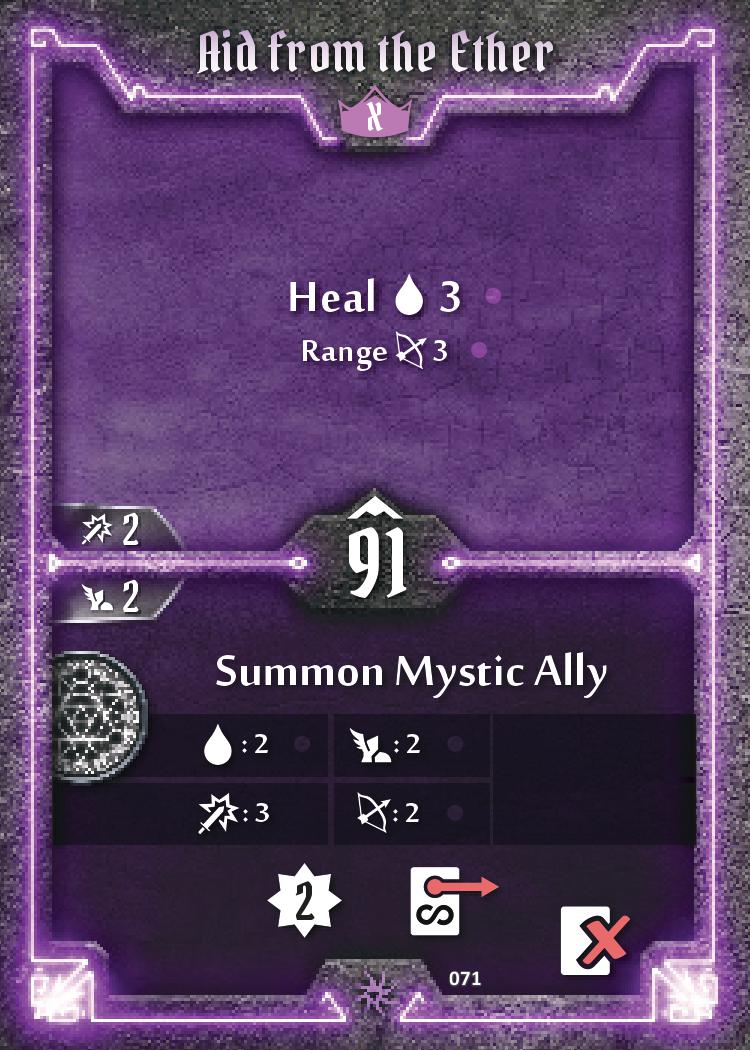 Aid from the Ether
X
Heal 3
Range 3
2
91
2
Summon Mystic Ally
: 2 : 2
: 3 : 2
2
071